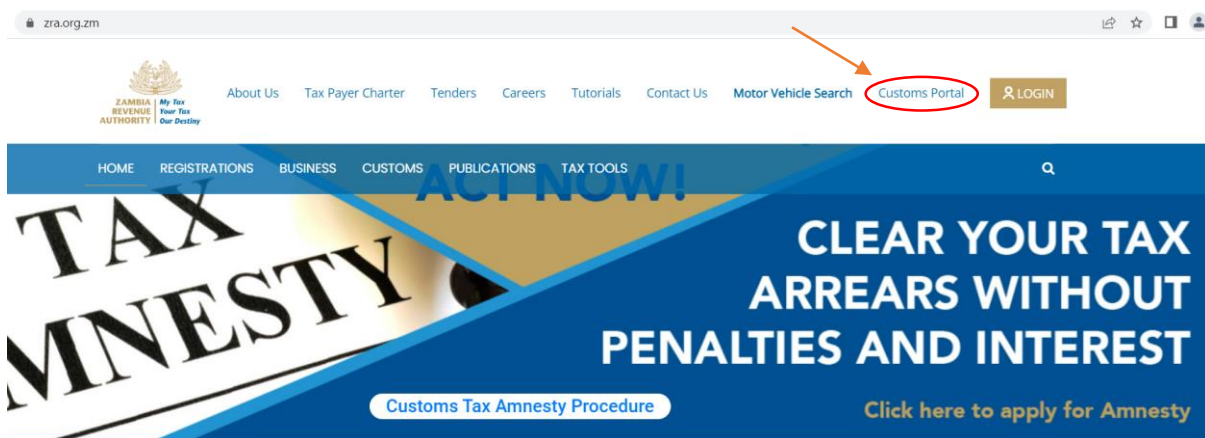 zra.org.zm
ZAMBIA
REVENUE
AUTHORITY
My Tax
Your Tax
Our Destiny
About Us Tax Payer Charter Tenders Careers Tutorials Contact Us Motor Vehicle Search Customs Portal LOGIN
HOME REGISTRATIONS BUSINESS CUSTOMS PUBLICATIONS TAX TOOLS
ACT NOW!
TAX
MNESTY
CLEAR YOUR TAX
ARREARS WITHOUT
PENALTIES AND INTEREST
Customs Tax Amnesty Procedure
Click here to apply for Amnesty